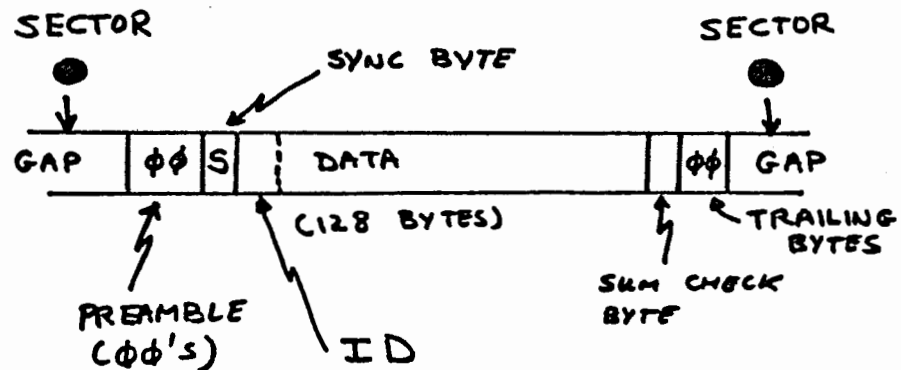 SECTOR
SECTOR
SYNC BYTE
GAP
ϕϕ
S
DATA
ϕϕ
GAP
(128 BYTES)
TRAILING
BYTES
SUM CHECK
BYTE
PREAMBLE
(ϕϕ's)
ID